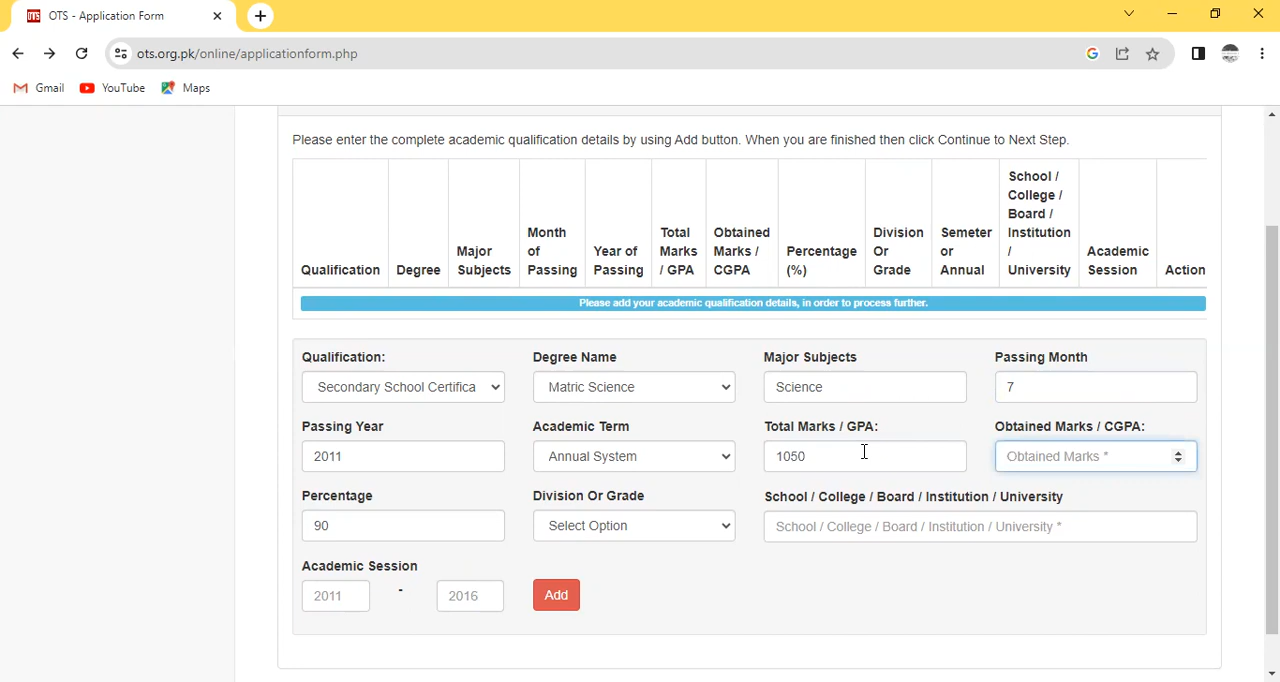 OTS - Application Form
ots.org.pk/online/applicationform.php
Gmail YouTube Maps
Please enter the complete academic qualification details by using Add button. When you are finished then click Continue to Next Step.
Qualification
Degree
Major
Subjects
Month
of
Passing
Year of
Passing
Total
Marks
/ GPA
Obtained
Marks /
CGPA
Percentage
(%)
Division
Or
Grade
Semeter
or
Annual
School /
College /
Board /
Institution
/
University
Academic
Session
Action
Please add your academic qualification details, in order to process further.
Qualification: Degree Name Major Subjects Passing Month
Secondary School Certifica Matric Science Science 7
Passing Year Academic Term Total Marks / GPA: Obtained Marks / CGPA:
2011 Annual System 1050 Obtained Marks *
Percentage Division Or Grade School / College / Board / Institution / University
90 Select Option School / College / Board / Institution / University *
Academic Session
2011 - 2016 Add